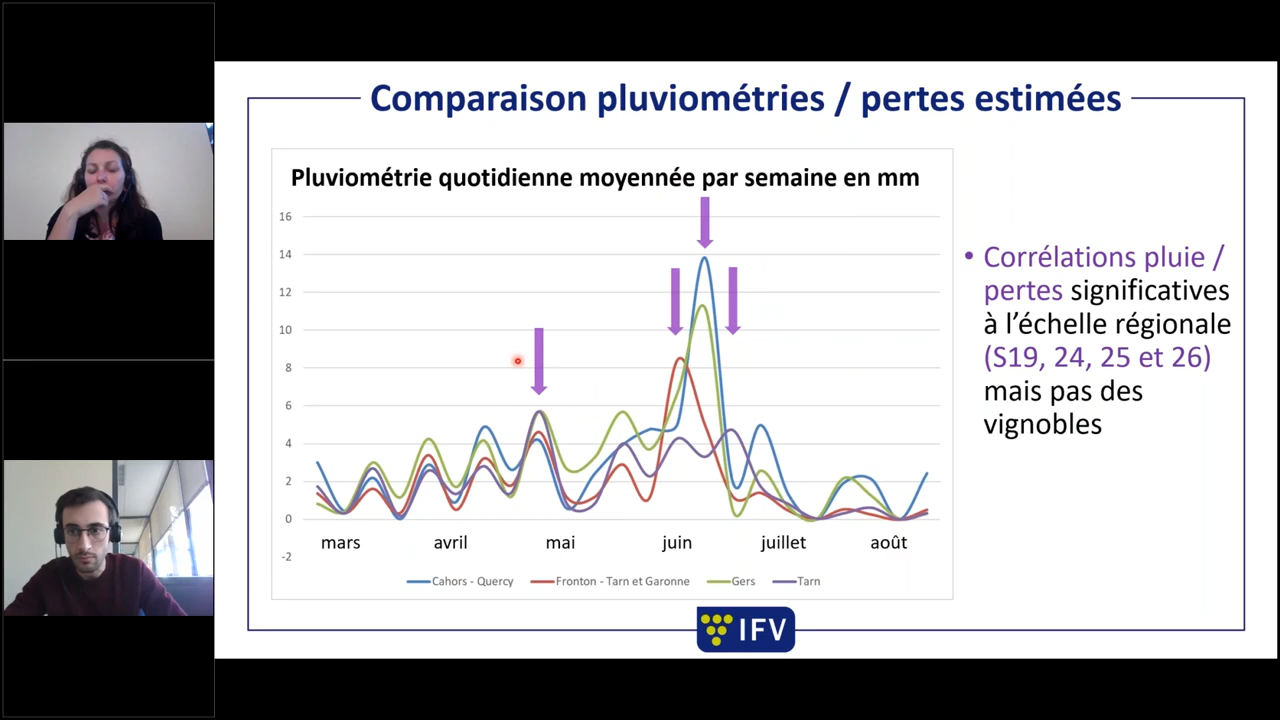 Comparaison pluviométries / pertes estimées
Pluviométrie quotidienne moyennée par semaine en mm
16
14
12
10
8
6
4
2
0
-2
mars avril mai juin juillet août
Cahors - Quercy Fronton - Tarn et Garonne Gers Tarn
• Corrélations pluie /
pertes significatives
à l’échelle régionale
(S19, 24, 25 et 26)
mais pas des
vignobles
IFV